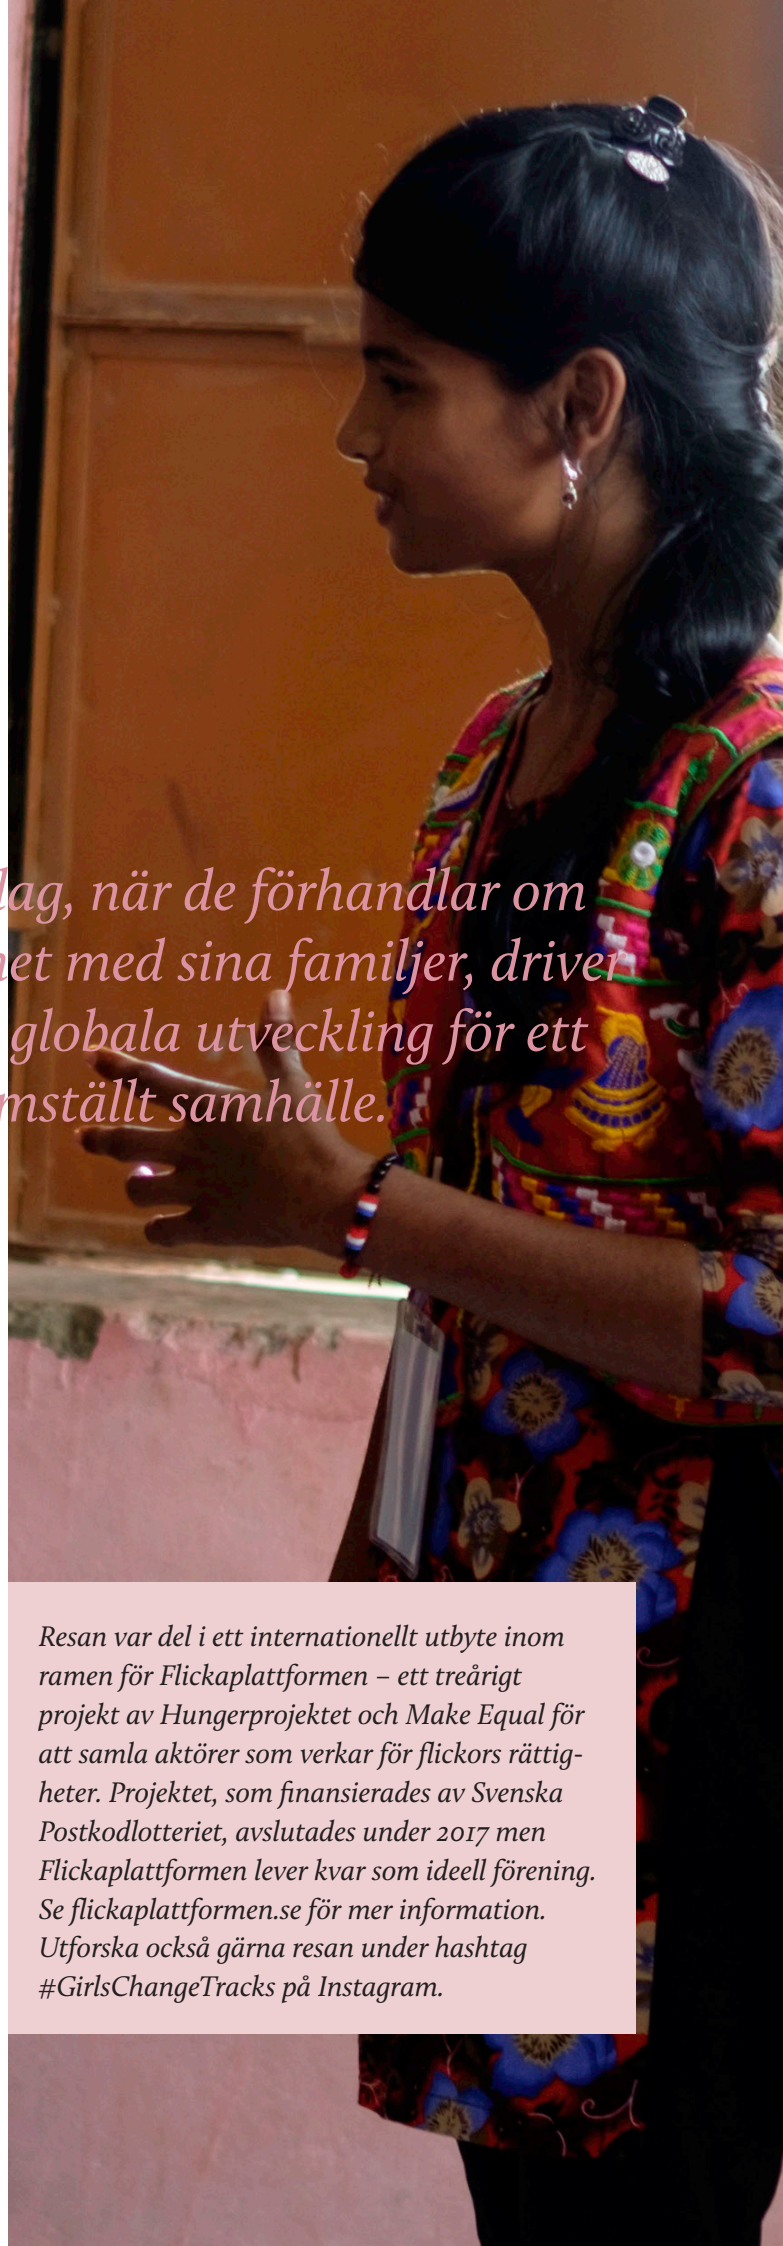 när de förhandlar om
med sina familjer, driver
globala utveckling för ett
samhälle.
Resan var del i ett internationellt utbyte inom
ramen för Flickaplattformen – ett treårigt
projekt av Hungerprojektet och Make Equal för
att samla aktörer som verkar för flickors rättig-
heter. Projektet, som finansierades av Svenska
Postkodlotteriet, avslutades under 2017 men
Flickaplattformen lever kvar som ideell förening.
Se flickaplattformen.se för mer information.
Utforska också gärna resan under hashtag
#GirlsChangeTracks på Instagram.